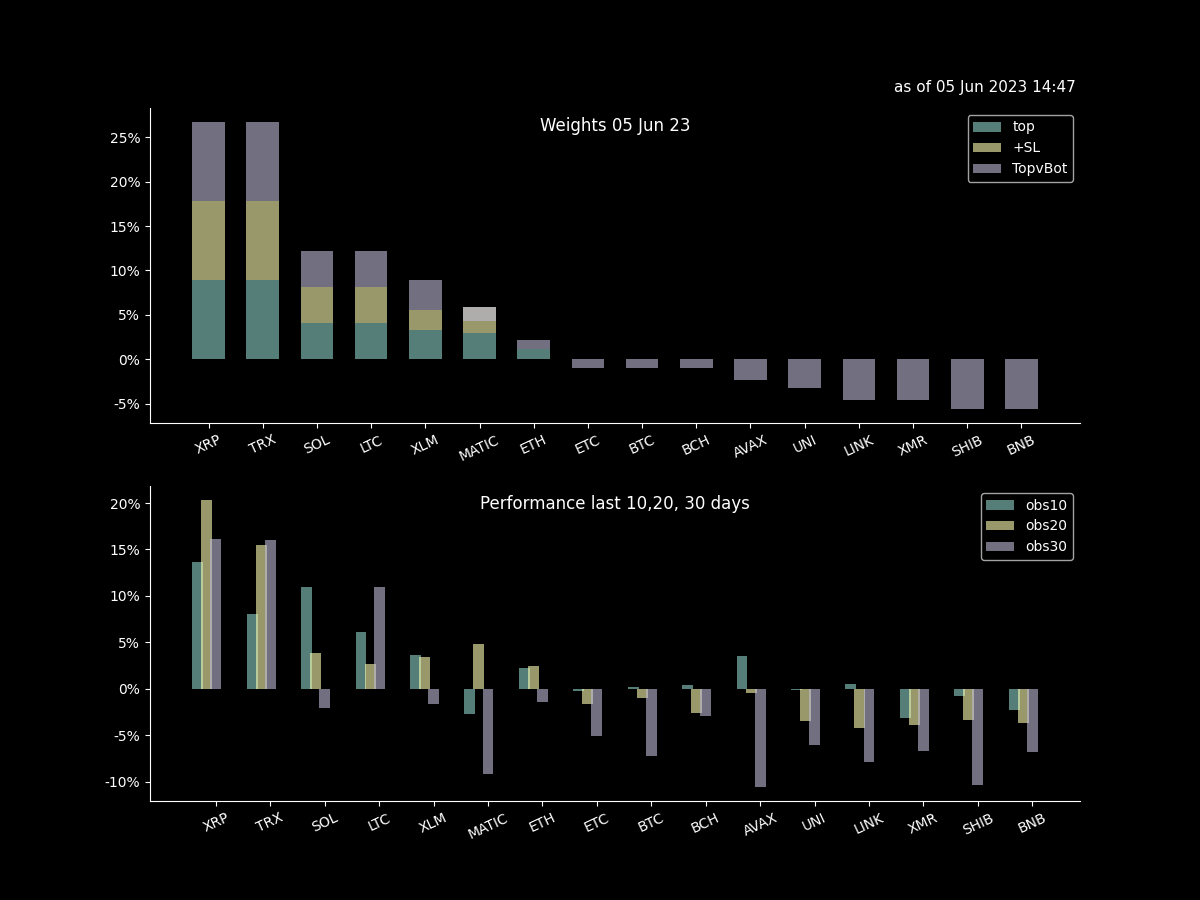 as of 05 Jun 2023 14:47
Weights 05 Jun 23
top
+SL
TopvBot
25%
20%
15%
10%
5%
0%
-5%
XRP TRX SOL LTC XLM MATIC ETH ETC BTC BCH AVAX UNI LINK XMR SHIB BNB
Performance last 10,20, 30 days
obs10
obs20
obs30
20%
15%
10%
5%
0%
-5%
-10%
XRP TRX SOL LTC XLM MATIC ETH ETC BTC BCH AVAX UNI LINK XMR SHIB BNB